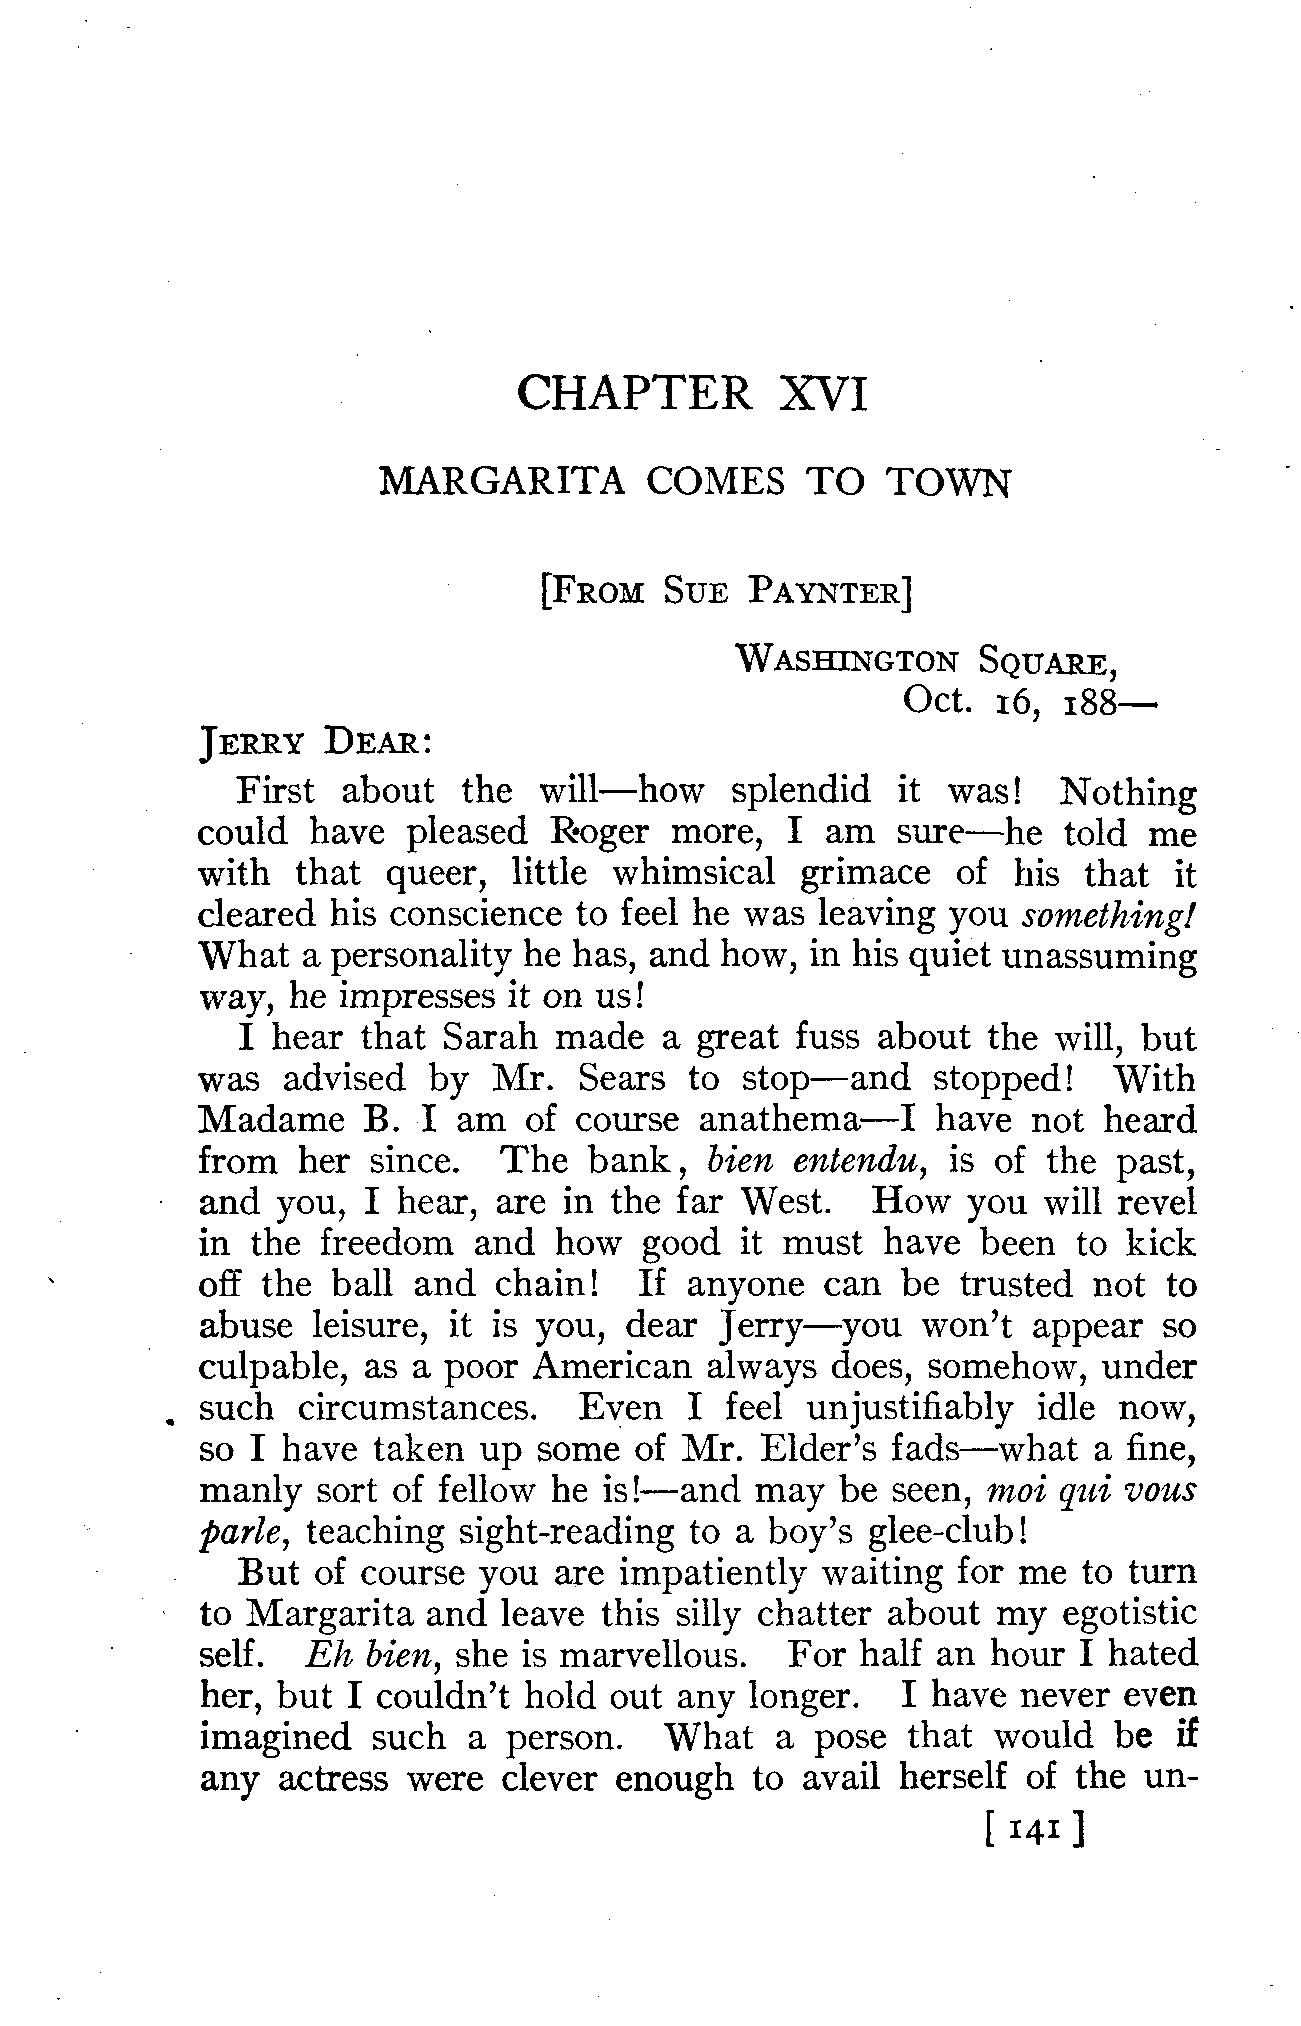 CHAPTER XVI
MARGARITA COMES TO TOWN
[From Sue Paynter]
Washington Square,
Oct. 16, 188—
Jerry Dear:
First about the will—how splendid it was! Nothing
could have pleased Roger more, I am sure—he told me
with that queer, little whimsical grimace of his that it
cleared his conscience to feel he was leaving you something!
What a personality he has, and how, in his quiet unassuming
way, he impresses it on us!
I hear that Sarah made a great fuss about the will, but
was advised by Mr. Sears to stop—and stopped! With
Madame B. I am of course anathema—I have not heard
from her since. The bank, bien entendu, is of the past,
and you, I hear, are in the far West. How you will revel
in the freedom and how good it must have been to kick
off the ball and chain! If anyone can be trusted not to
abuse leisure, it is you, dear Jerry—you won't appear so
culpable, as a poor American always does, somehow, under
such circumstances. Even I feel unjustifiably idle now,
so I have taken up some of Mr. Elder's fads—what a fine,
manly sort of fellow he is!—and may be seen, moi qui vous
parle, teaching sight-reading to a boy's glee-club!
But of course you are impatiently waiting for me to turn
to Margarita and leave this silly chatter about my egotistic
self. Eh bien, she is marvellous. For half an hour I hated
her, but I couldn't hold out any longer. I have never even
imagined such a person. What a pose that would be if
any actress were clever enough to avail herself of the un-
[ 141 ]